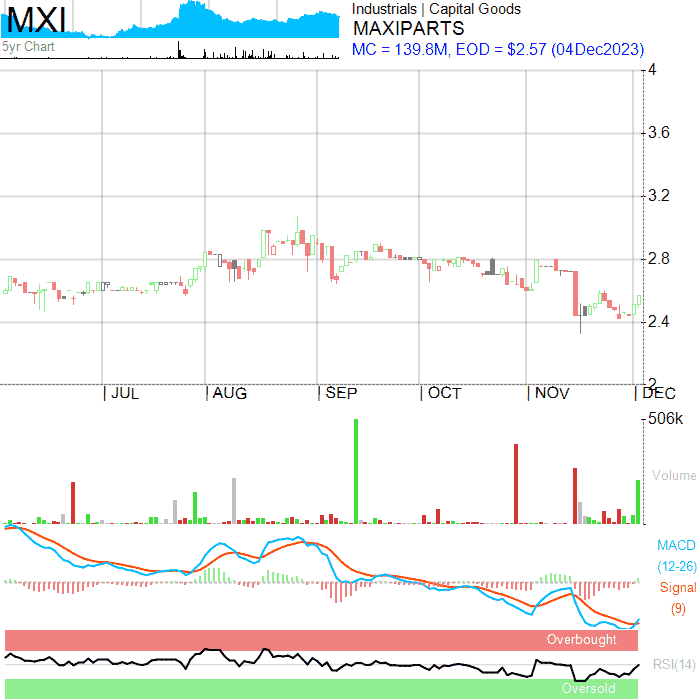 MXI
5yr Chart
Industrials | Capital Goods
MAXIPARTS
MC = 139.8M, EOD = $2.57 (04Dec2023)
4
3.6
3.2
2.8
2.4
2
| JUL | AUG | SEP | OCT | NOV | DEC
506k
Volume
MACD
(12-26)
Signal
(9)
Overbought
RSI(14)
Oversold